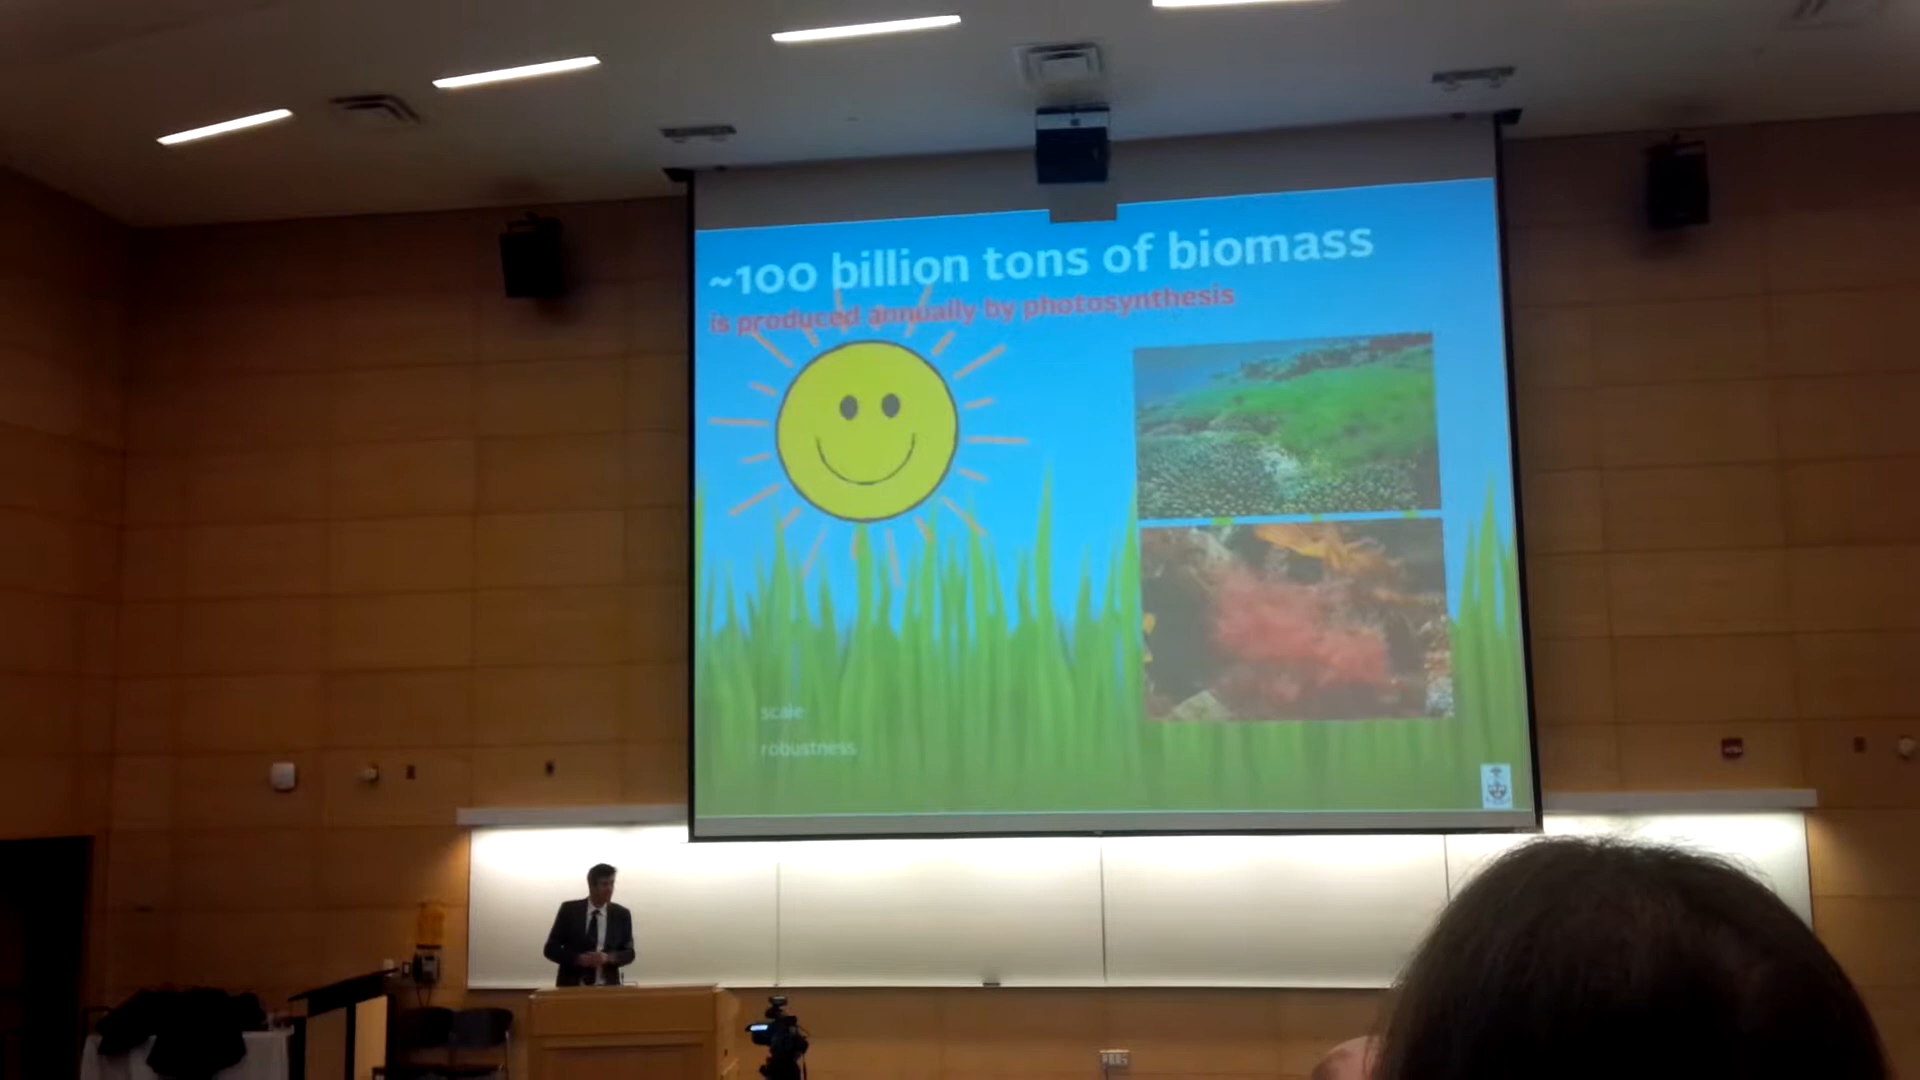 ~100 billion tons of biomass
is produced annually by photosynthesis
scale
robustness